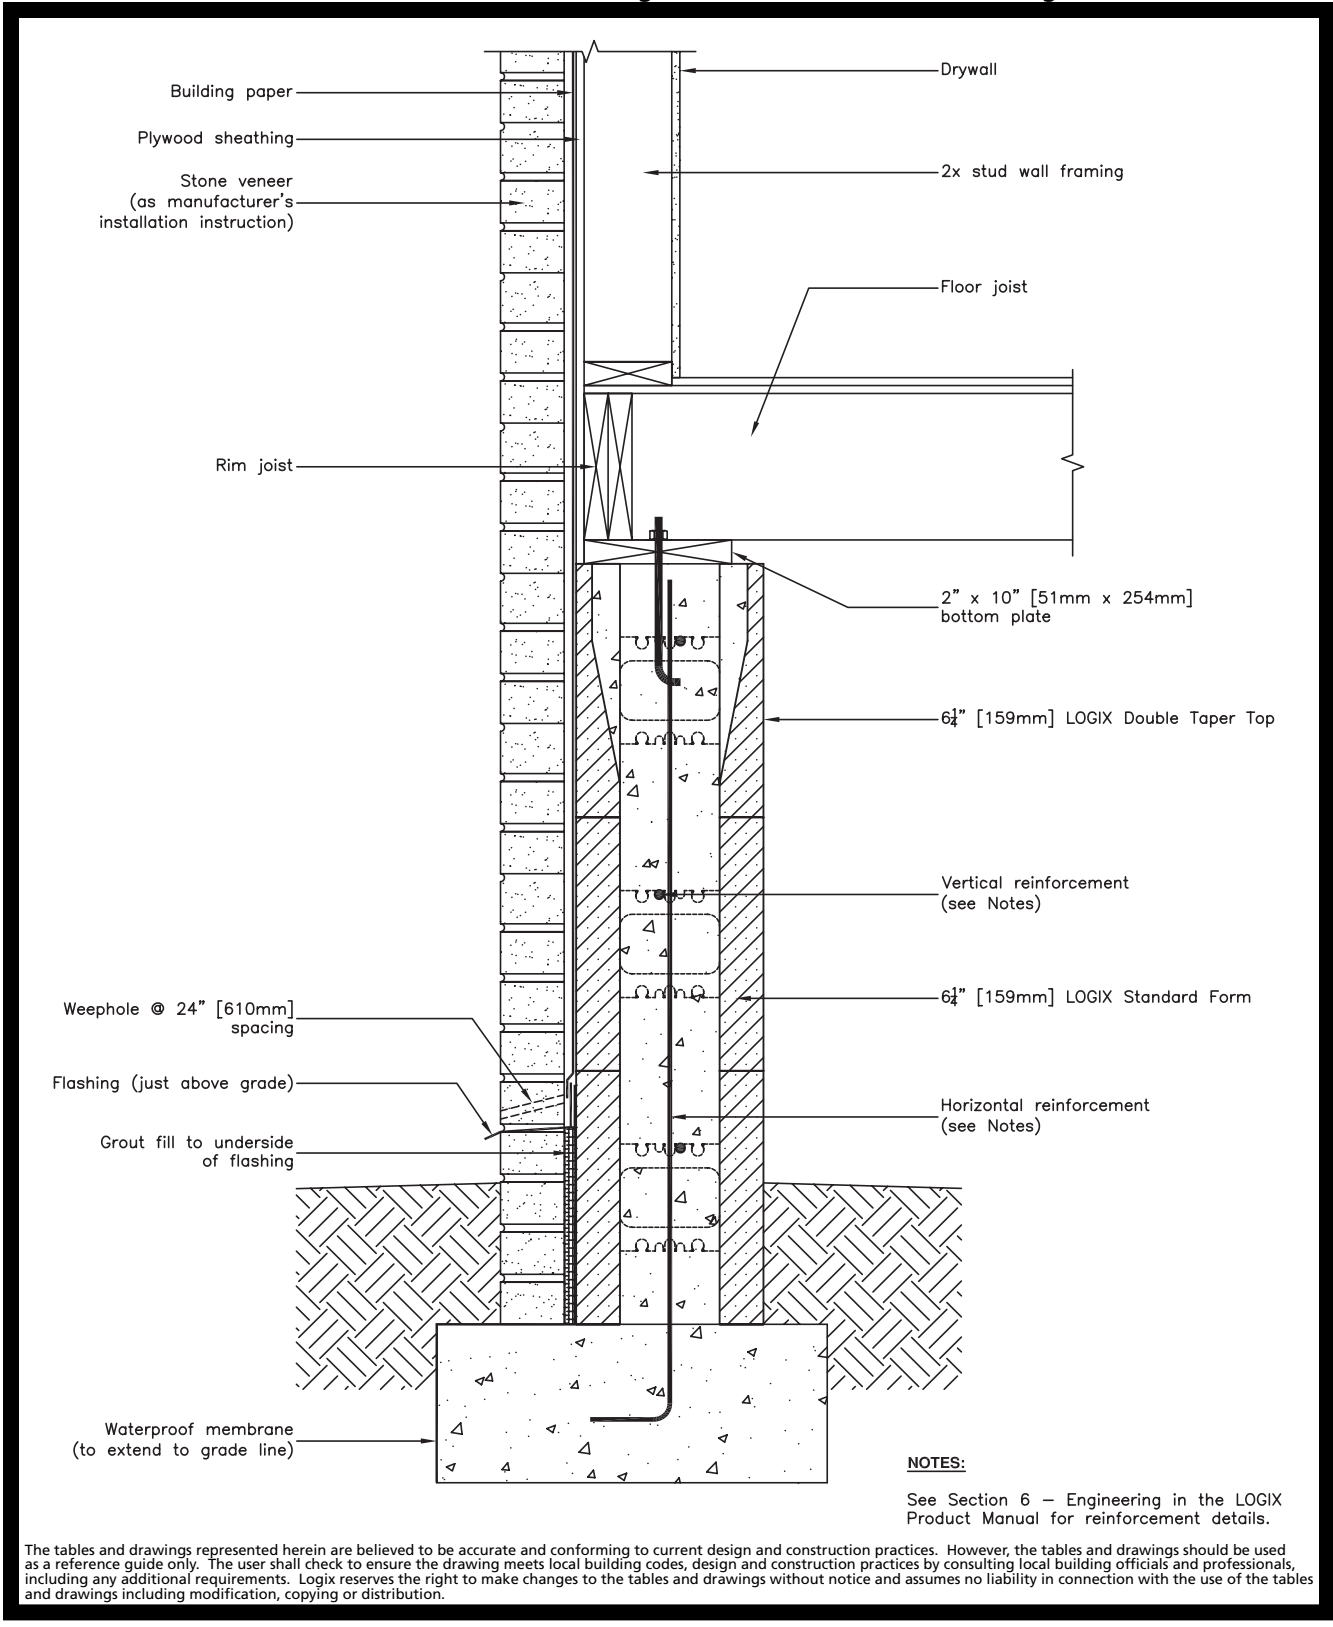 Building paper
Plywood sheathing
Stone veneer
(as manufacturer's
installation instruction)
Drywall
2x stud wall framing
Floor joist
Rim joist
2" x 10" [51mm x 254mm]
bottom plate
6¼" [159mm] LOGIX Double Taper Top
Vertical reinforcement
(see Notes)
6¼" [159mm] LOGIX Standard Form
Weephole @ 24" [610mm]
spacing
Flashing (just above grade)
Grout fill to underside
of flashing
Horizontal reinforcement
(see Notes)
Waterproof membrane
(to extend to grade line)
NOTES:
See Section 6 – Engineering in the LOGIX
Product Manual for reinforcement details.
The tables and drawings represented herein are believed to be accurate and conforming to current design and construction practices.  However, the tables and drawings should be used
as a reference guide only.  The user shall check to ensure the drawing meets local building codes, design and construction practices by consulting local building officials and professionals,
including any additional requirements.  Logix reserves the right to make changes to the tables and drawings without notice and assumes no liability in connection with the use of the tables
and drawings including modification, copying or distribution.